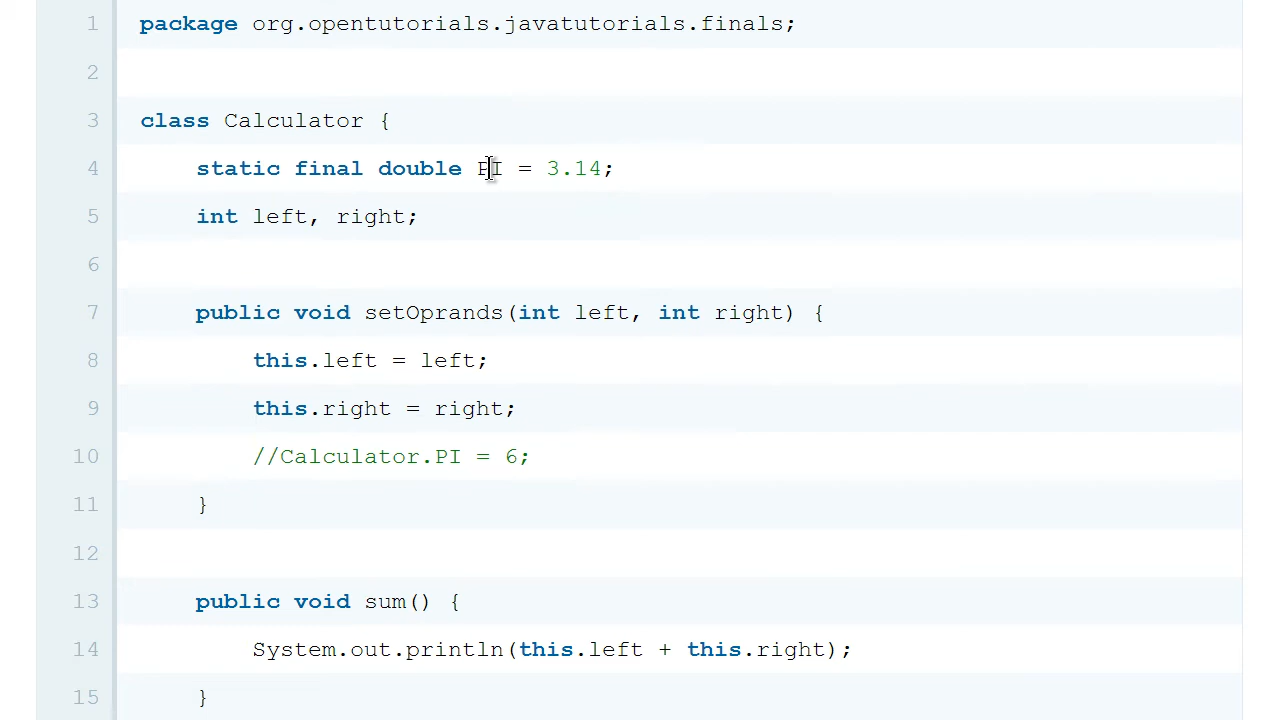 1 package org.opentutorials.javatutorials.finals;
2
3 class Calculator {
4 static final double PI = 3.14;
5 int left, right;
6
7 public void setOprands(int left, int right) {
8 this.left = left;
9 this.right = right;
10 //Calculator.PI = 6;
11 }
12
13 public void sum() {
14 System.out.println(this.left + this.right);
15 }